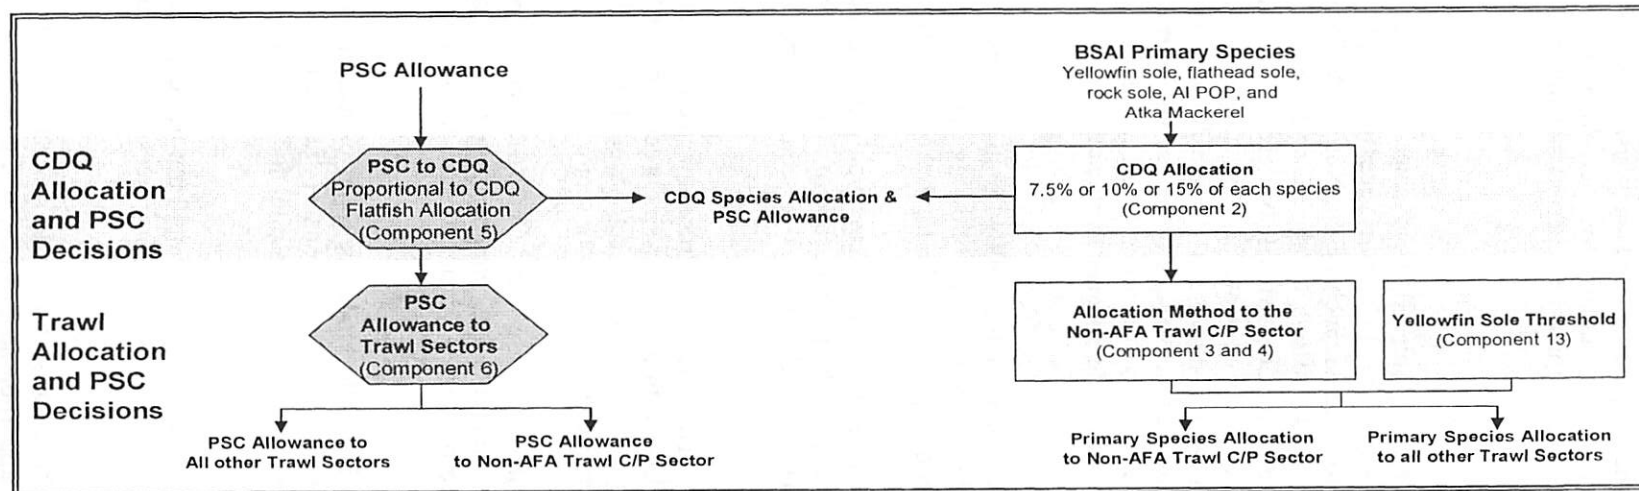 PSC Allowance
BSAI Primary Species
Yellowfin sole, flathead sole,
rock sole, AI POP, and
Atka Mackerel
CDQ
Allocation
and PSC
Decisions
PSC to CDQ
Proportional to CDQ
Flatfish Allocation
(Component 5)
CDQ Species Allocation &
PSC Allowance
CDQ Allocation
7.5% or 10% or 15% of each species
(Component 2)
Trawl
Allocation
and PSC
Decisions
PSC
Allowance to
Trawl Sectors
(Component 6)
Allocation Method to the
Non-AFA Trawl C/P Sector
(Component 3 and 4)
Yellowfin Sole Threshold
(Component 13)
PSC Allowance to
All other Trawl Sectors
PSC Allowance
to Non-AFA Trawl C/P Sector
Primary Species Allocation
to Non-AFA Trawl C/P Sector
Primary Species Allocation
to all other Trawl Sectors